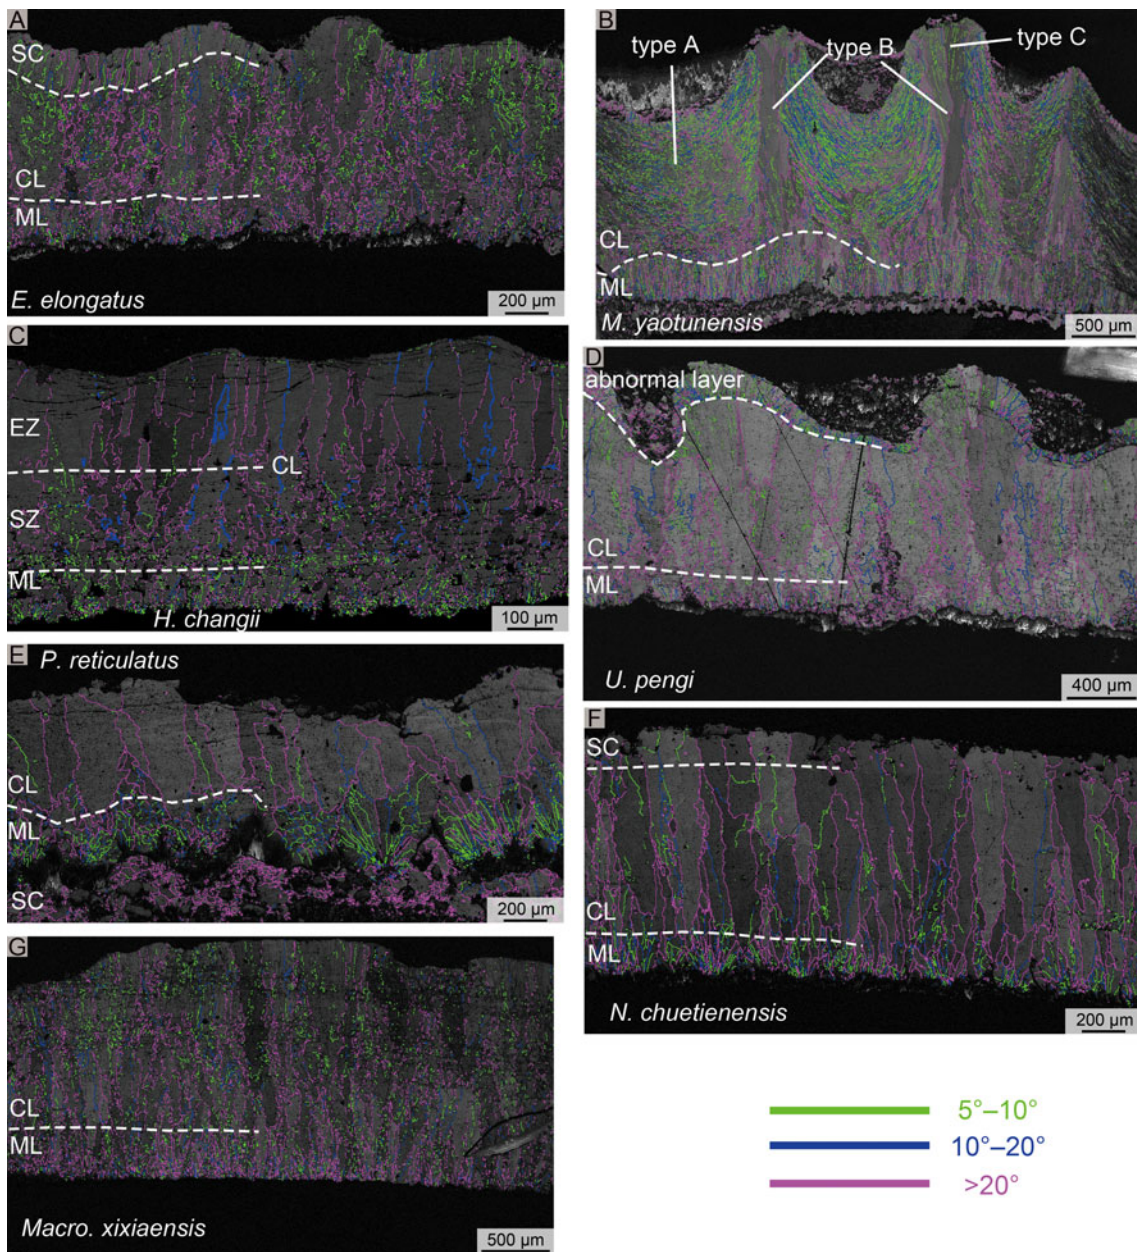 A
SC
CL
ML
E. elongatus
200 µm
B
type A
type B
type C
CL
ML
M. yaotunensis
500 µm
C
EZ
CL
SZ
ML
H. changii
100 µm
D
abnormal layer
CL
ML
U. pengi
400 µm
E
P. reticulatus
CL
ML
SC
200 µm
F
SC
CL
ML
N. chuetienensis
200 µm
G
CL
ML
Macro. xixiaensis
500 µm
5°–10°
10°–20°
>20°